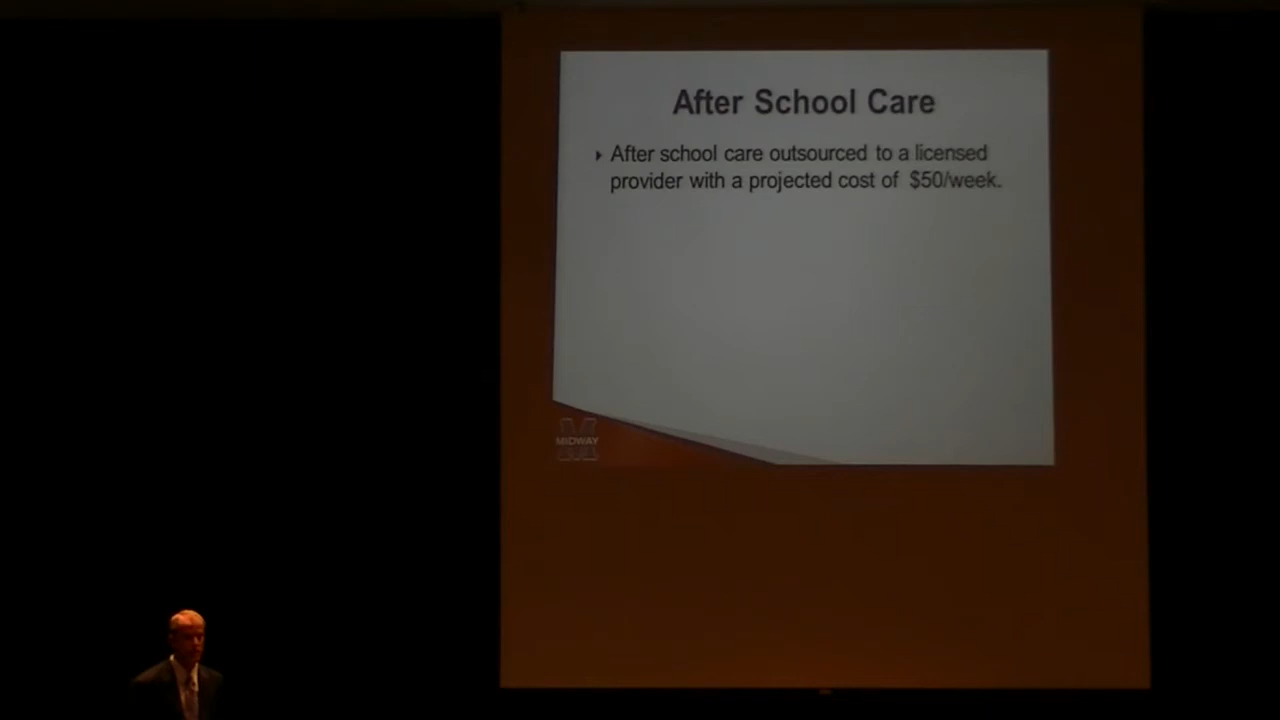 After School Care
After school care outsourced to a licensed
provider with a projected cost of $50/week.
M
MIDWAY